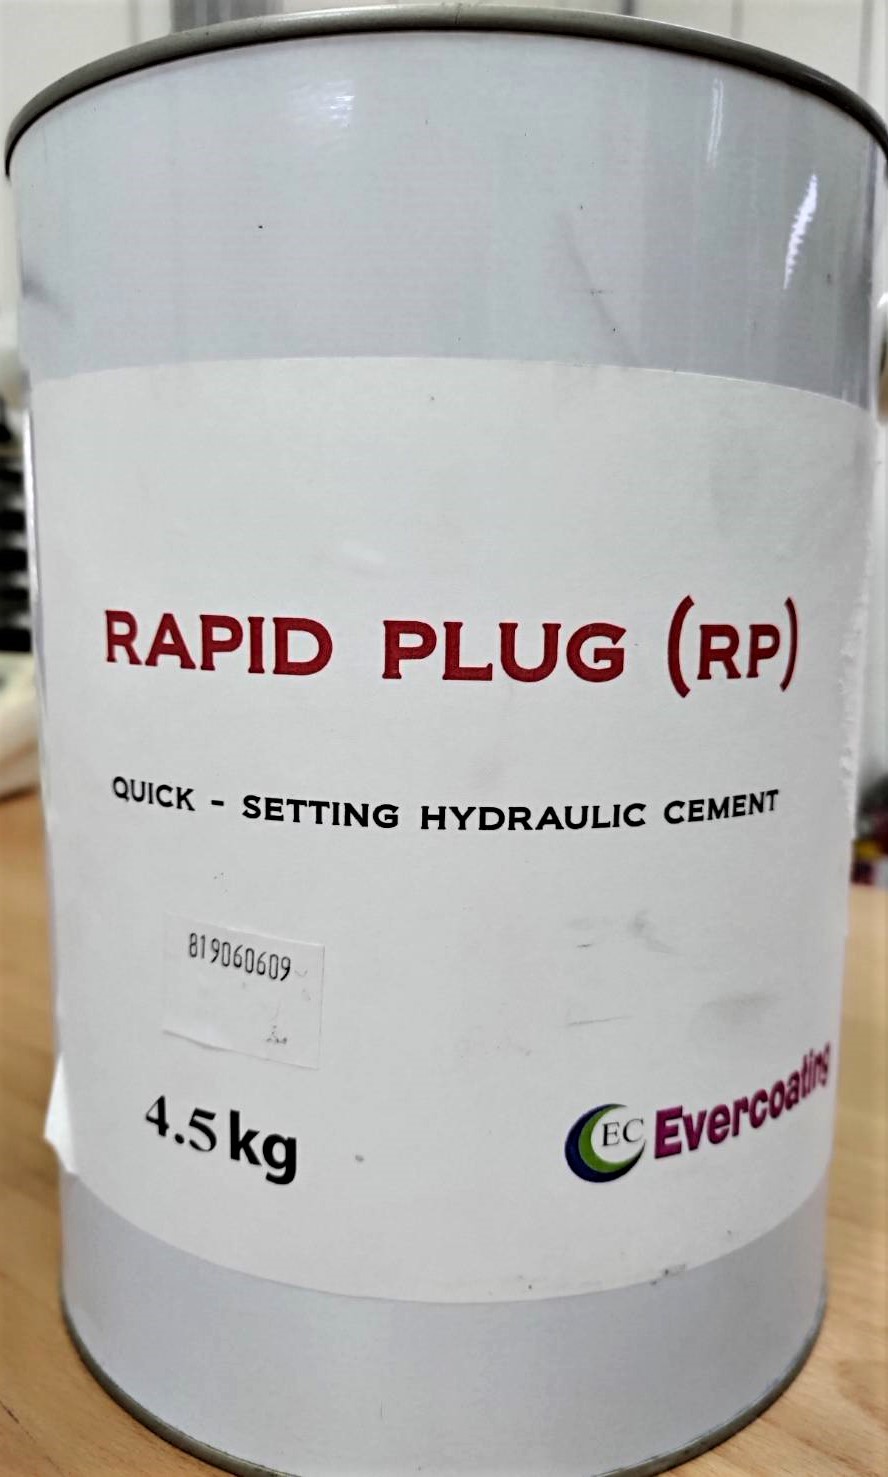 RAPID PLUG (RP)
QUICK - SETTING HYDRAULIC CEMENT
819060609
4.5kg
EC Evercoating